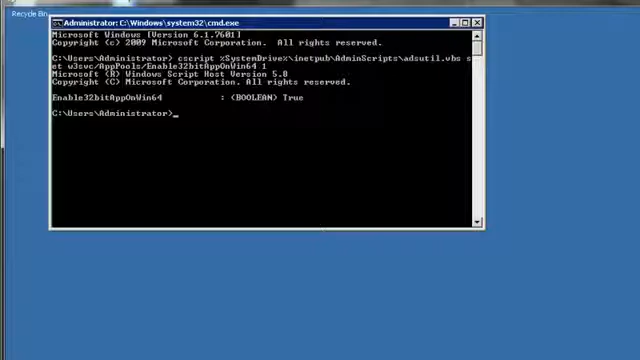 Recycle Bin
Administrator: C:\Windows\system32\cmd.exe
Microsoft Windows [Version 6.1.7601]
Copyright (c) 2009 Microsoft Corporation.  All rights reserved.
C:\Users\Administrator> cscript %SystemDrive%\inetpub\AdminScripts\adsutil.vbs s
et w3svc/AppPools/Enable32bitAppOnWin64 1
Microsoft (R) Windows Script Host Version 5.8
Copyright (C) Microsoft Corporation. All rights reserved.
Enable32bitAppOnWin64           : (BOOLEAN) True
C:\Users\Administrator>_